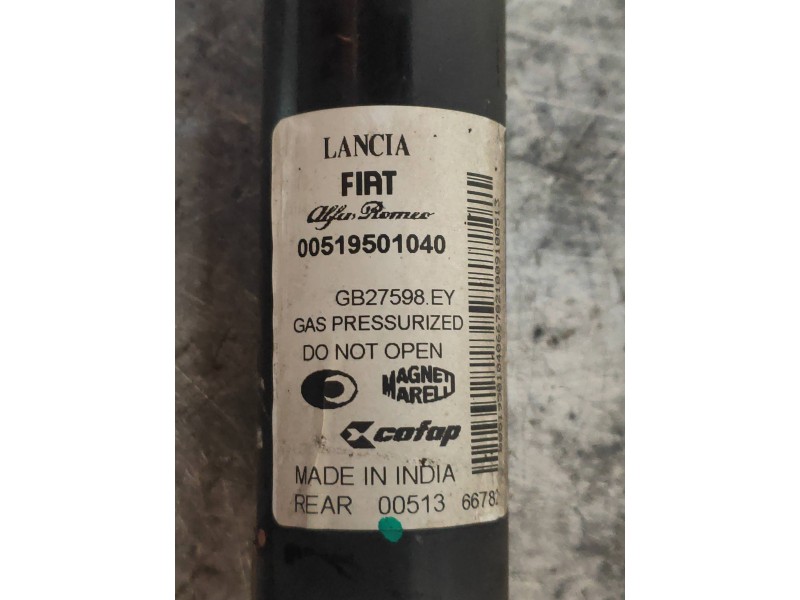 LANCIA
FIAT
Alfa Romeo
00519501040
GB27598.EY
GAS PRESSURIZED
DO NOT OPEN
MAGNETI
MARELLI
cofap
MADE IN INDIA
REAR 00513 66782